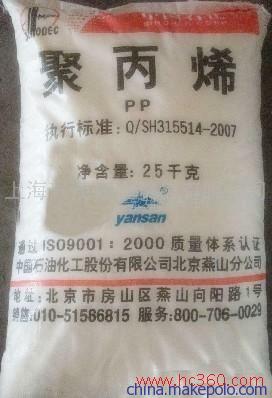 聚丙烯
PP
执行标准：Q/SH315514-2007
净含量：25千克
yansan
通过ISO9001：2000质量体系认证
中国石油化工股份有限公司北京燕山分公司
地址：北京市房山区燕山向阳路1号
销售：010-51586815 服务：800-706-0029
www.hc360.com
china.makepolo.com